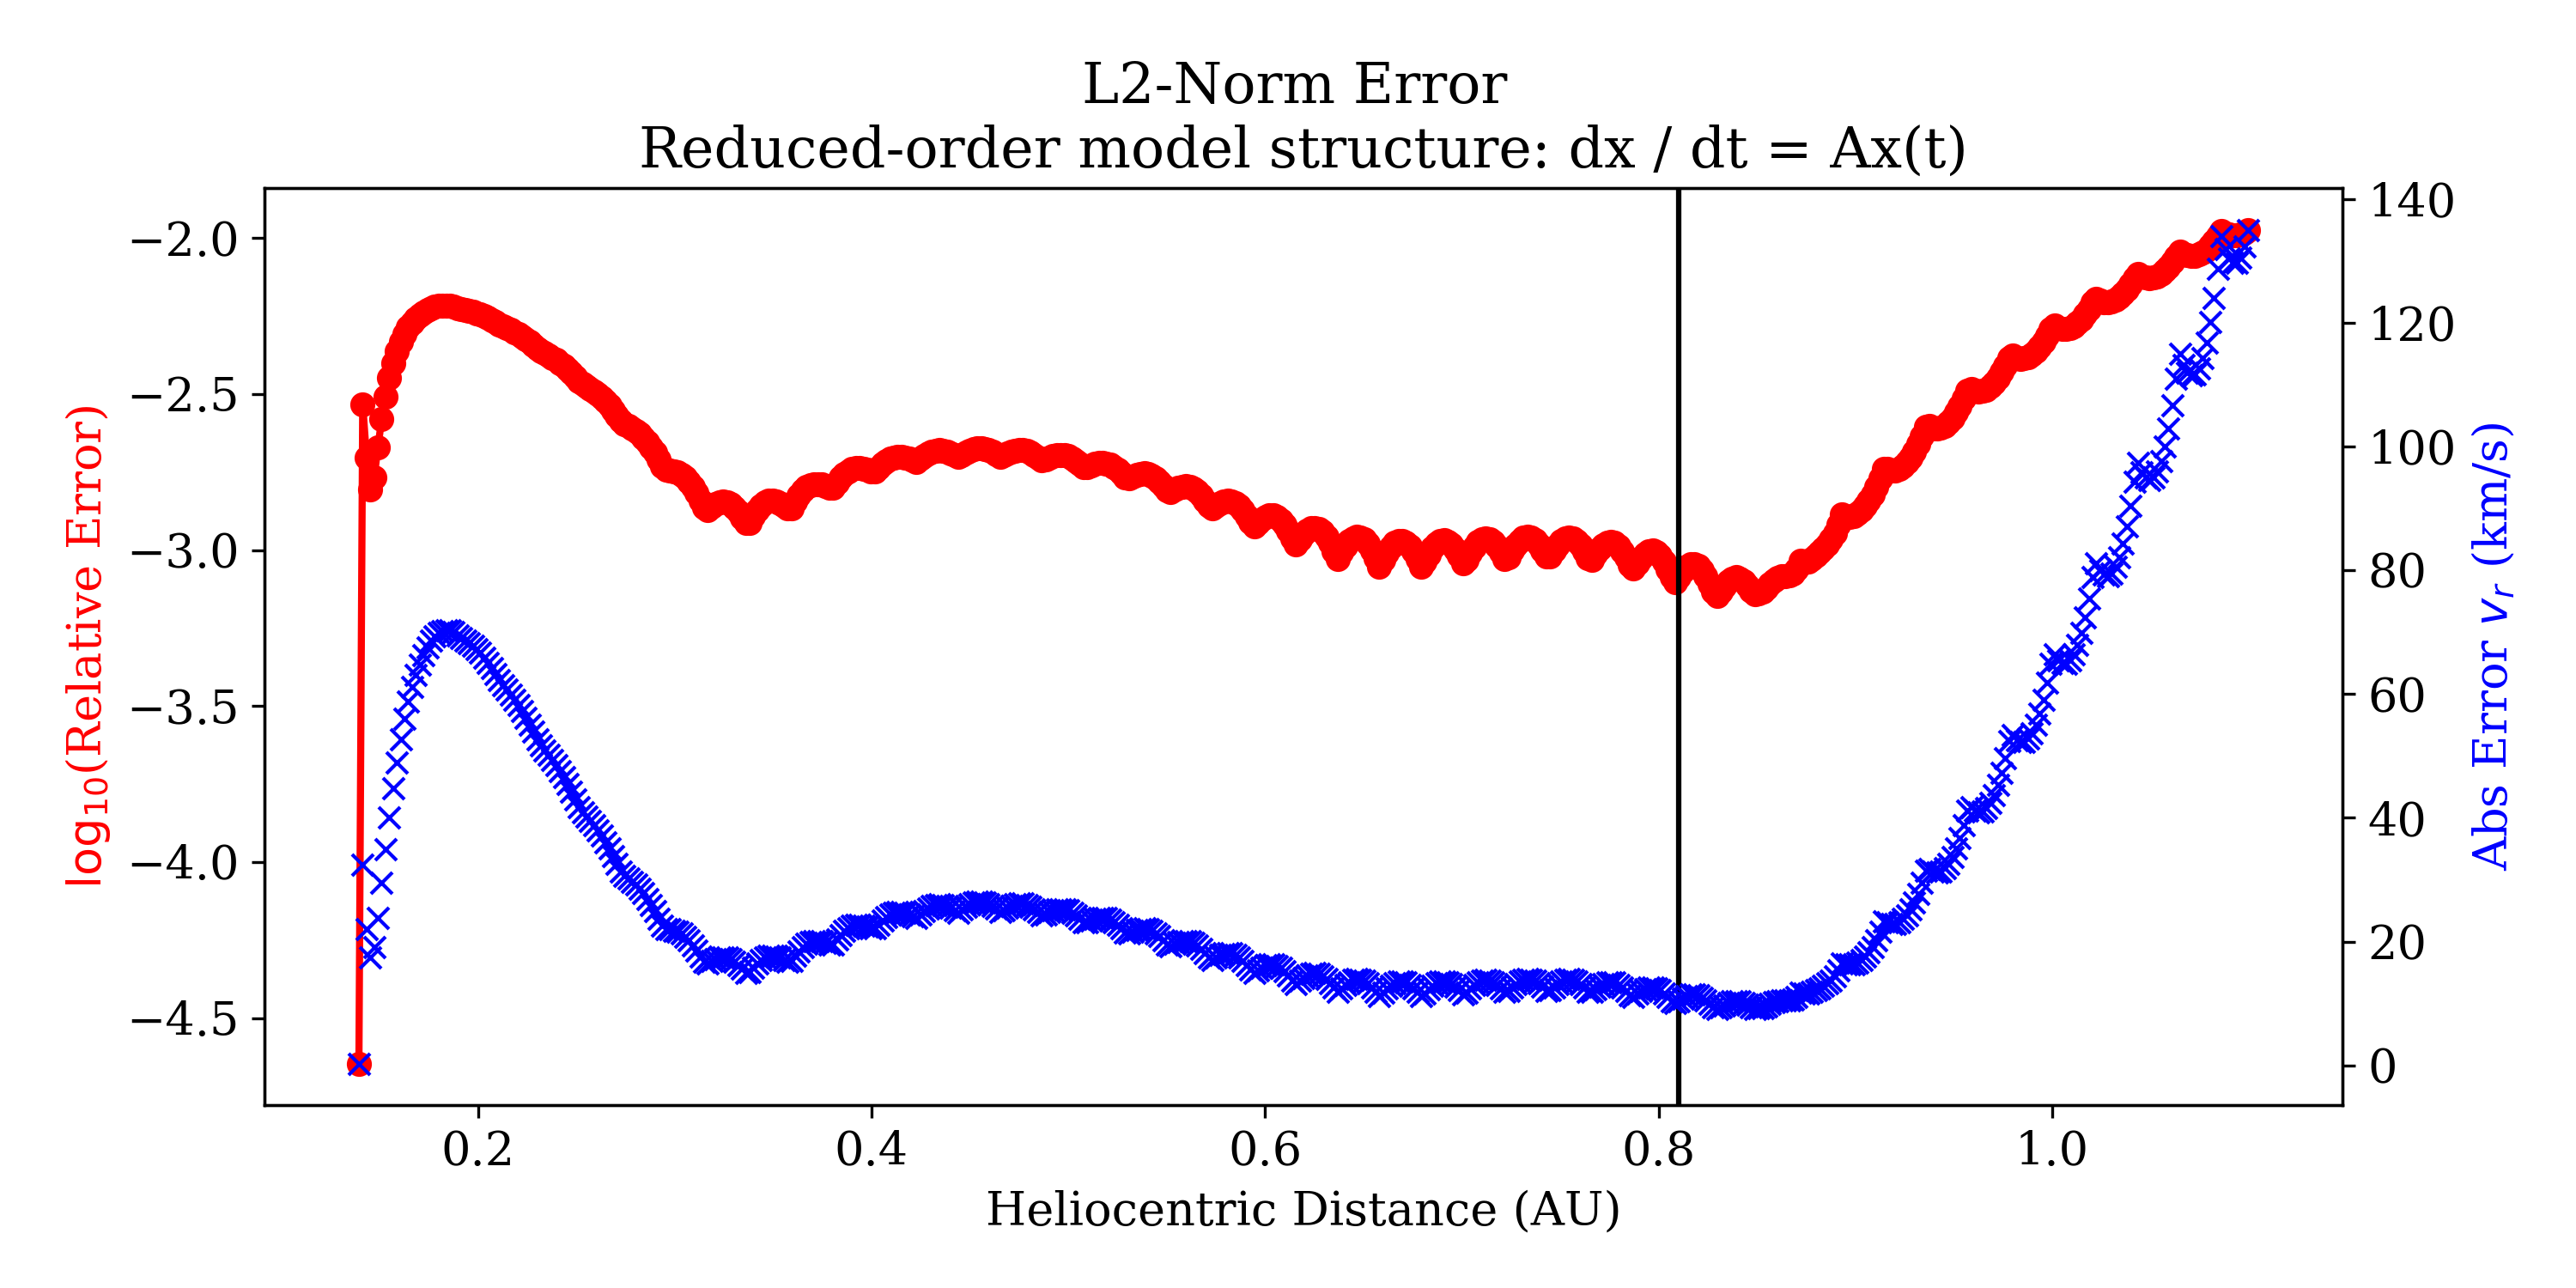 L2-Norm Error
Reduced-order model structure: dx / dt = Ax(t)
log₁₀(Relative Error)
−2.0
−2.5
−3.0
−3.5
−4.0
−4.5
140
120
100
80
60
40
20
0
Abs Error vᵣ (km/s)
0.2 0.4 0.6 0.8 1.0
Heliocentric Distance (AU)